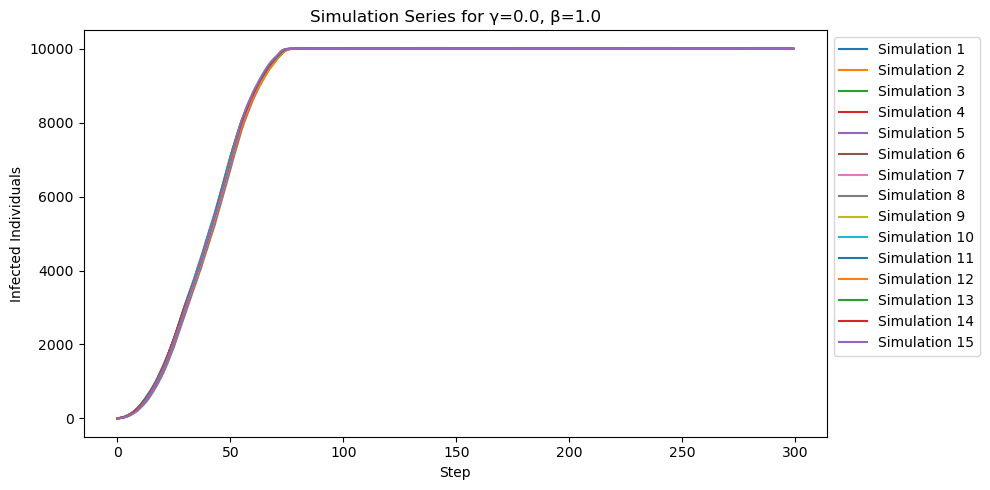 Simulation Series for γ=0.0, β=1.0
Infected Individuals
10000
8000
6000
4000
2000
0
0
50
100
150
200
250
300
Step
Simulation 1
Simulation 2
Simulation 3
Simulation 4
Simulation 5
Simulation 6
Simulation 7
Simulation 8
Simulation 9
Simulation 10
Simulation 11
Simulation 12
Simulation 13
Simulation 14
Simulation 15